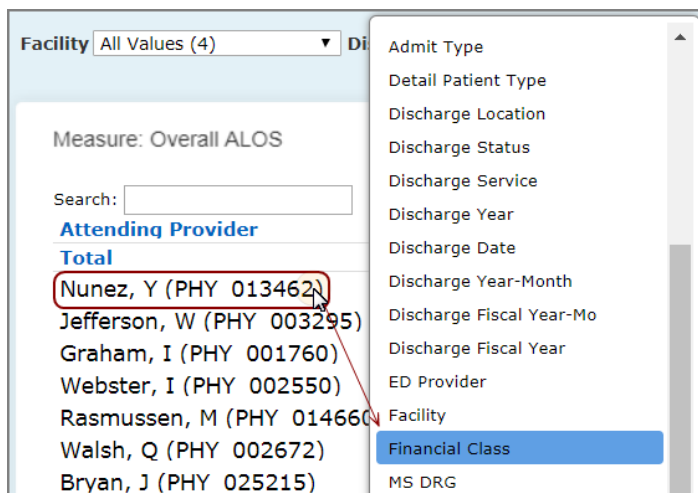 Facility All Values (4) Di
Measure: Overall ALOS
Search:
Attending Provider
Total
Nunez, Y (PHY 013462)
Jefferson, W (PHY 003295)
Graham, I (PHY 001760)
Webster, I (PHY 002550)
Rasmussen, M (PHY 014660
Walsh, Q (PHY 002672)
Bryan, J (PHY 025215)
Admit Type
Detail Patient Type
Discharge Location
Discharge Status
Discharge Service
Discharge Year
Discharge Date
Discharge Year-Month
Discharge Fiscal Year-Mo
Discharge Fiscal Year
ED Provider
Facility
Financial Class
MS DRG